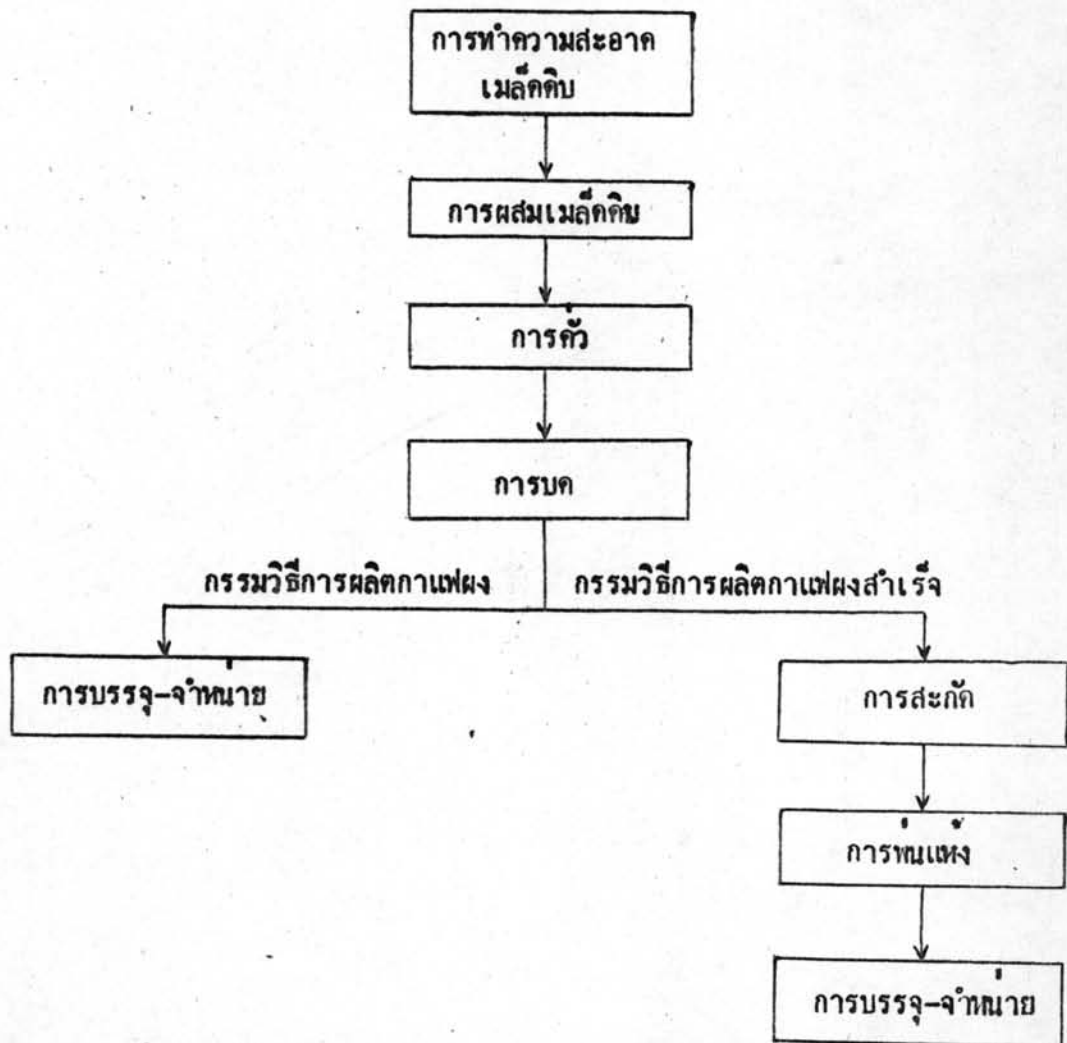 การทำความสะอาด
เมล็ดดิบ
การผสมเมล็ดดิบ
การคั่ว
การบด
กรรมวิธีการผลิตกาแฟผง
กรรมวิธีการผลิตกาแฟผงสำเร็จ
การบรรจุ-จำหน่าย
การสะกัด
การพ่นแห้ง
การบรรจุ-จำหน่าย